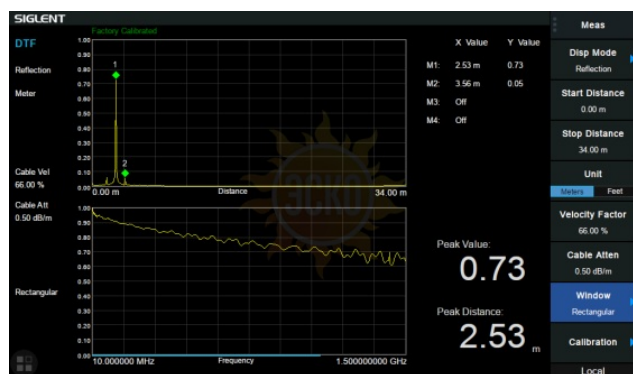 SIGLENT
Factory Calibrated
DTF
Reflection
Meter
Cable Vel
66.00 %
Cable Att
0.50 dB/m
Rectangular
1.00
0.90
0.80
0.70
0.60
0.50
0.40
0.30
0.20
0.10
0.00
1
2
0.00 m
Distance
34.00 m
1.00
0.90
0.80
0.70
0.60
0.50
0.40
0.30
0.20
0.10
0.00
10.000000 MHz
Frequency
1.500000000 GHz
ЭСКО
X Value Y Value
M1: 2.53 m 0.73
M2: 3.56 m 0.05
M3: Off
M4: Off
Peak Value:
0.73
Peak Distance:
2.53 m
Meas
Disp Mode
Reflection
Start Distance
0.00 m
Stop Distance
34.00 m
Unit
Meters Feet
Velocity Factor
66.00 %
Cable Atten
0.50 dB/m
Window
Rectangular
Calibration
Local